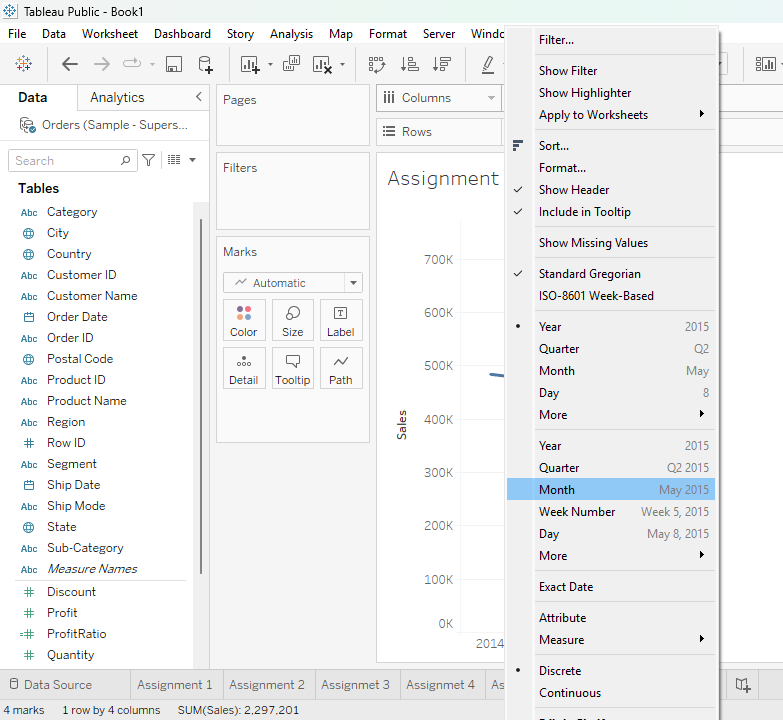 Tableau Public - Book1
File Data Worksheet Dashboard Story Analysis Map Format Server
Data
Analytics
Orders (Sample - Supers...
Search
Tables
Abc Category
City
Country
Abc Customer ID
Abc Customer Name
Order Date
Abc Order ID
Postal Code
Abc Product ID
Abc Product Name
Abc Region
Row ID
Abc Segment
Ship Date
Abc Ship Mode
State
Abc Sub-Category
Abc Measure Names
Discount
Profit
ProfitRatio
Quantity
Pages
Filters
Marks
Automatic
Color Size Label
Detail Tooltip Path
Columns
Rows
Assignment
700K
600K
500K
400K
300K
200K
100K
0K
Sales
2014
Filter...
Show Filter
Show Highlighter
Apply to Worksheets
Sort...
Format...
Show Header
Include in Tooltip
Show Missing Values
Standard Gregorian
ISO-8601 Week-Based
Year 2015
Quarter Q2
Month May
Day 8
More
Year 2015
Quarter Q2 2015
Month May 2015
Week Number Week 5, 2015
Day May 8, 2015
More
Exact Date
Attribute
Measure
Discrete
Continuous
Data Source Assignment 1 Assignment 2 Assignmet 3 Assignmet 4 As
4 marks 1 row by 4 columns SUM(Sales): 2,297,201